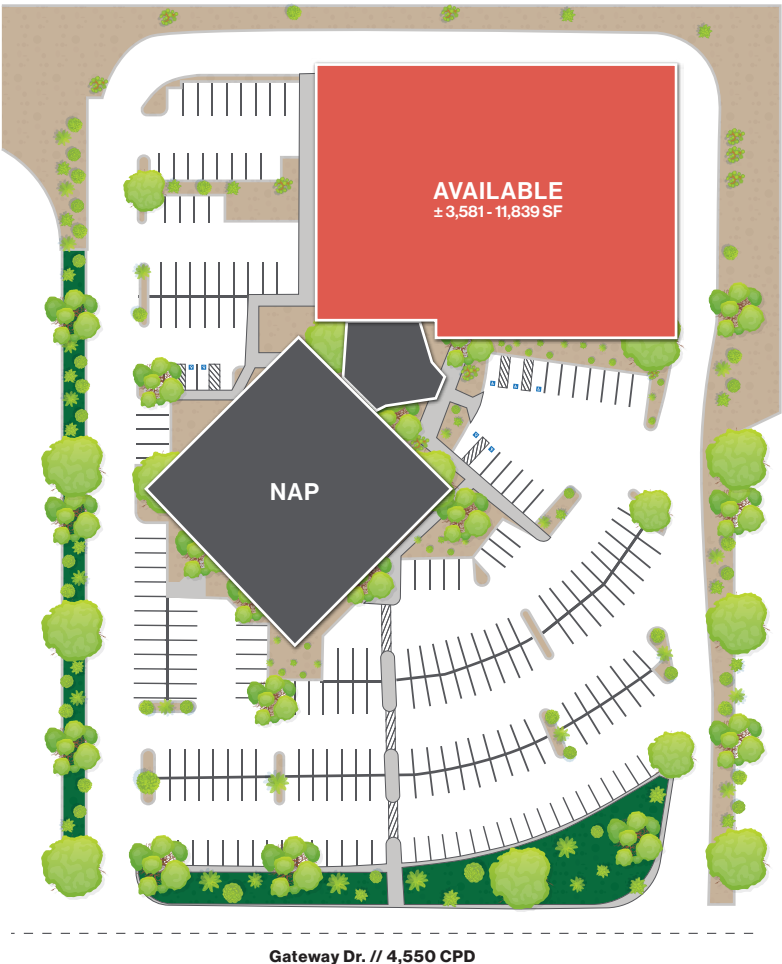 AVAILABLE
± 3,581 - 11,839 SF
NAP
Gateway Dr. // 4,550 CPD